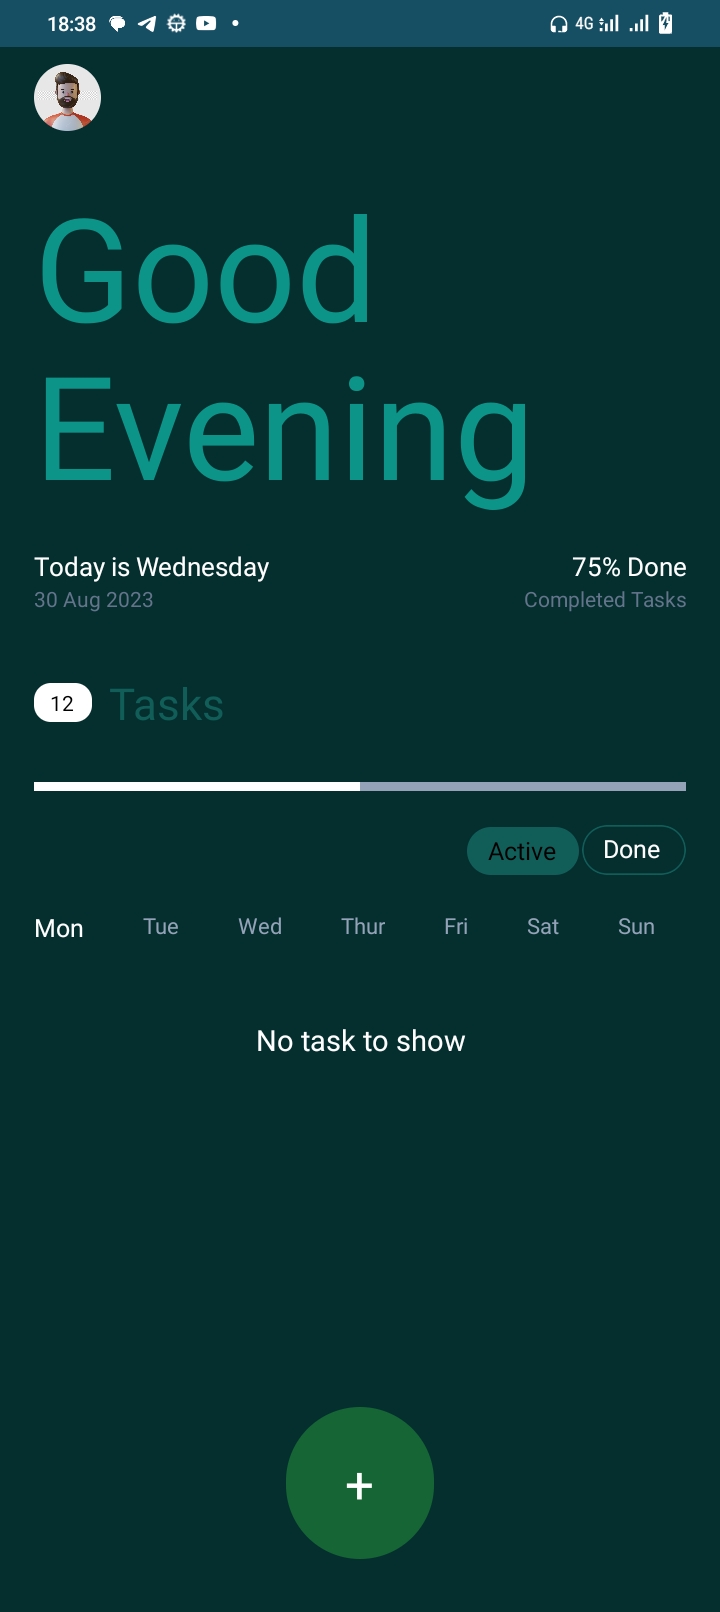 18:38
4G
Good
Evening
Today is Wednesday
75% Done
30 Aug 2023
Completed Tasks
12 Tasks
Active Done
Mon Tue Wed Thur Fri Sat Sun
No task to show
+